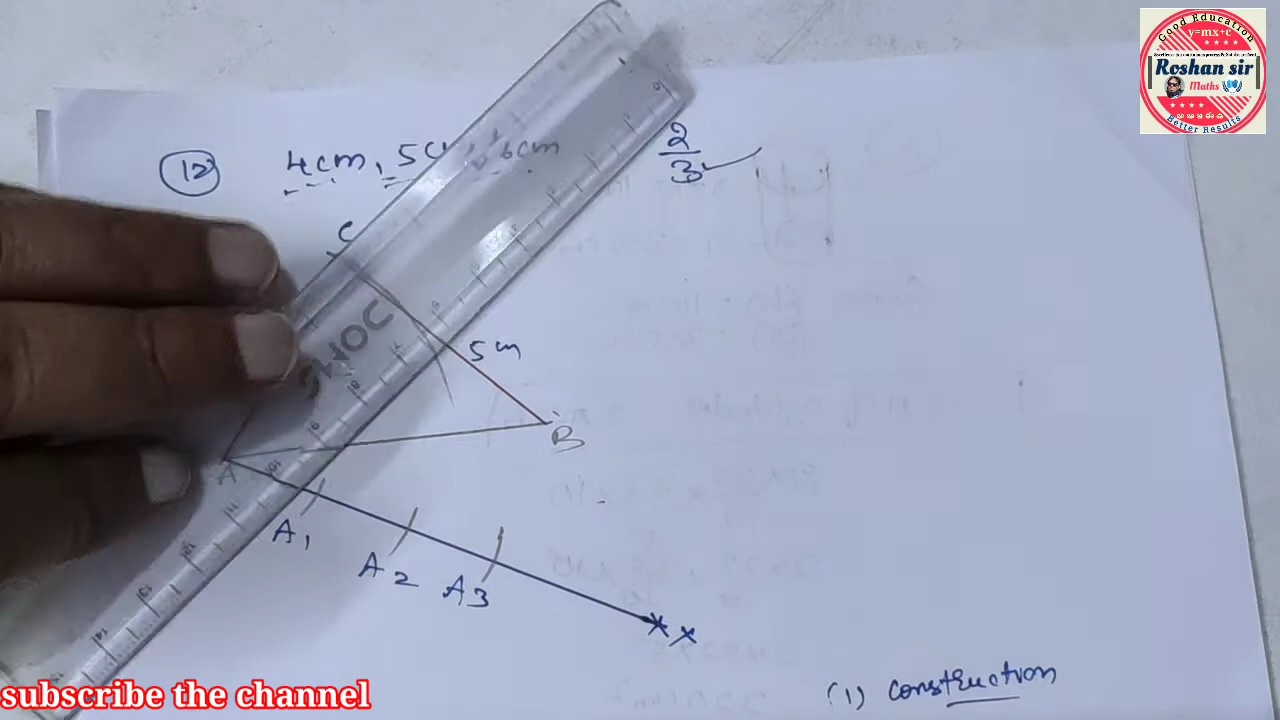 Good Education
y=mx+c
Roshan sir
Maths
Better Results
12 4cm, 5c 6cm 2/3
C
5cm
A
B
A1
A2
A3
X
(1) Construction
subscribe the channel